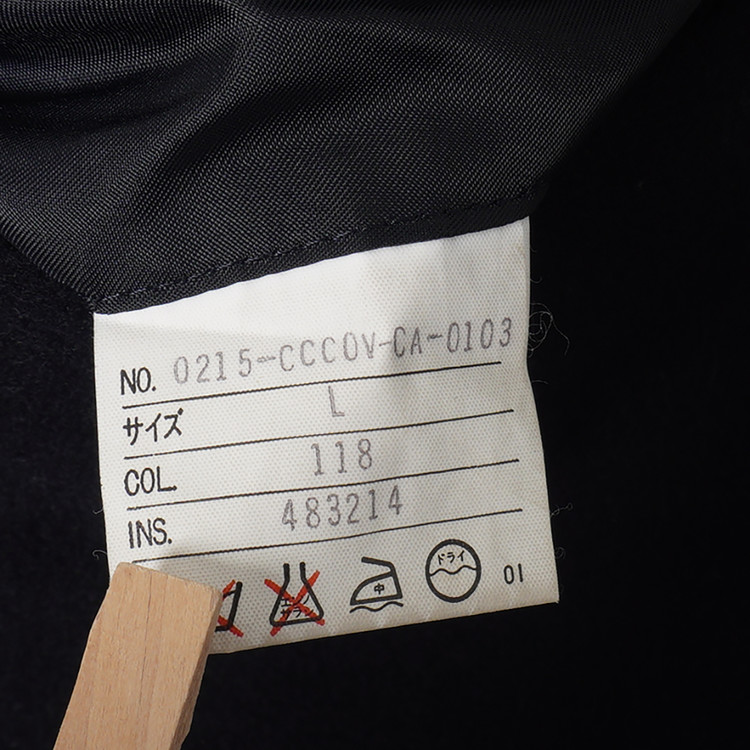 NO. 0215-CCCOV-CA-0103
サイズ L
COL. 118
INS. 483214
中 ドライ 01